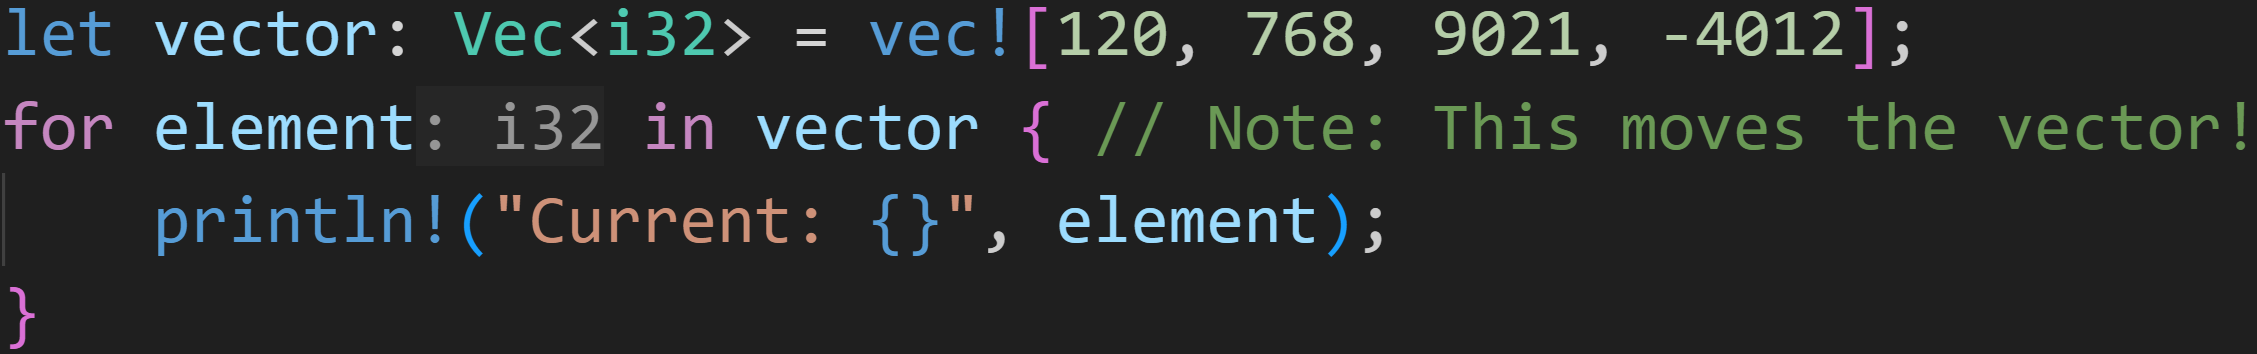 let vector: Vec<i32> = vec![120, 768, 9021, -4012];
for element: i32 in vector { // Note: This moves the vector!
    println!("Current: {}", element);
}